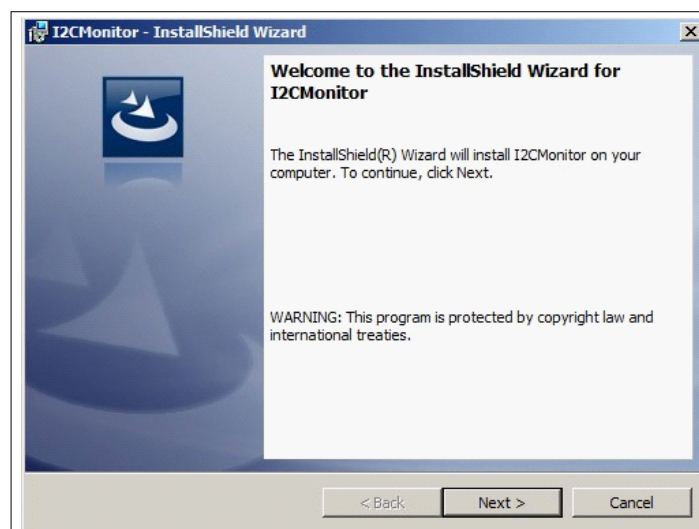 I2CMonitor - InstallShield Wizard
Welcome to the InstallShield Wizard for
I2CMonitor
The InstallShield(R) Wizard will install I2CMonitor on your
computer. To continue, click Next.
WARNING: This program is protected by copyright law and
international treaties.
< Back
Next >
Cancel